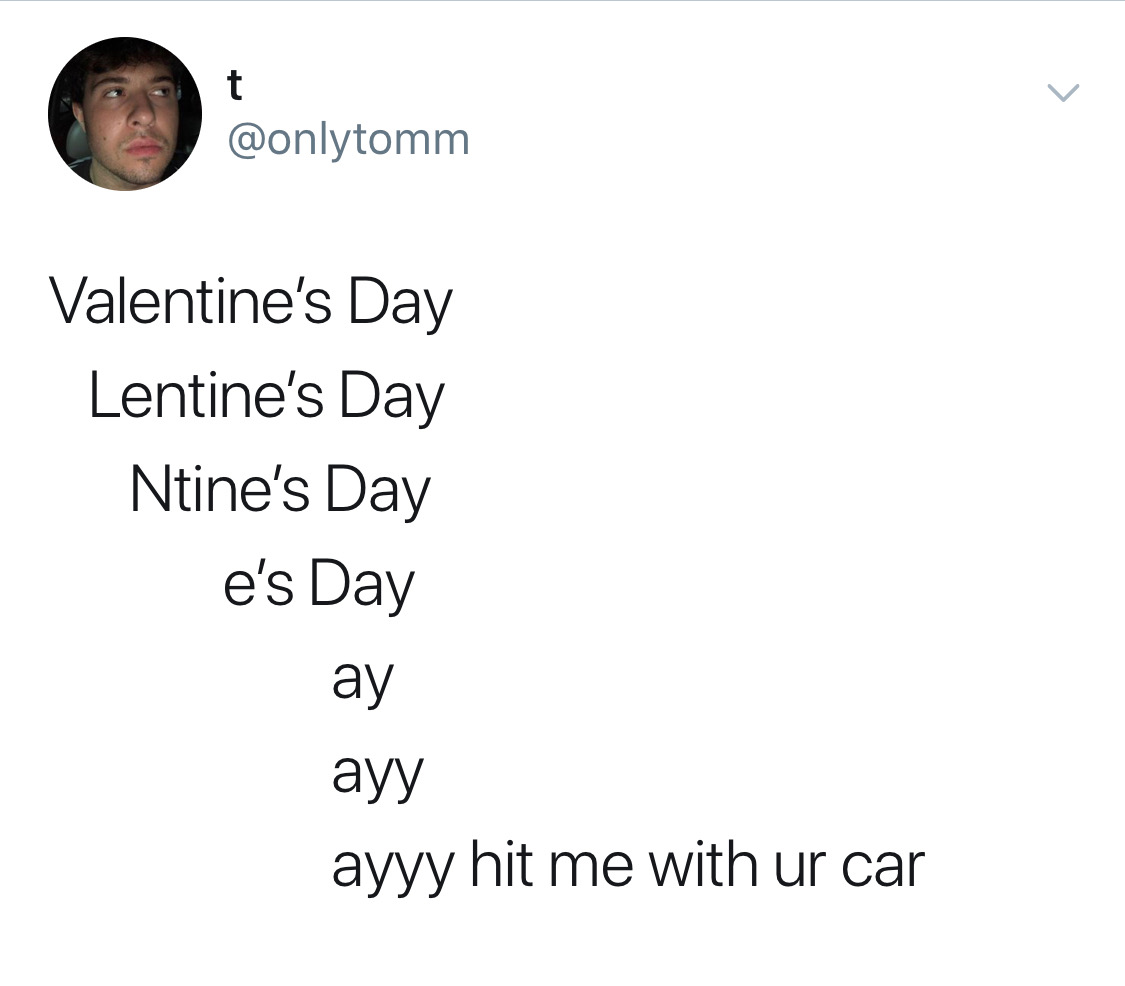 t
@onlytomm
Valentine’s Day
Lentine’s Day
Ntine’s Day
e’s Day
ay
ayy
ayyy hit me with ur car